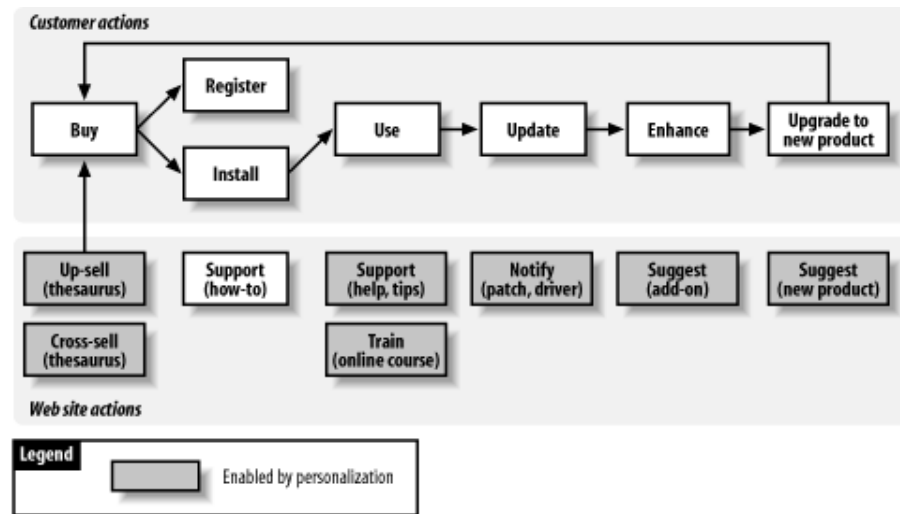 Customer actions
Register
Buy
Install
Use
Update
Enhance
Upgrade to
new product
Up-sell
(thesaurus)
Support
(how-to)
Support
(help, tips)
Notify
(patch, driver)
Suggest
(add-on)
Suggest
(new product)
Cross-sell
(thesaurus)
Train
(online course)
Web site actions
Legend
Enabled by personalization